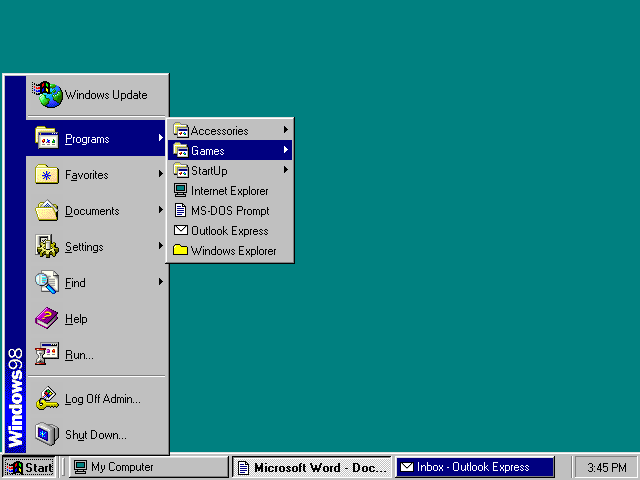 Windows Update
Programs
Favorites
Documents
Settings
Find
Help
Run...
Log Off Admin...
Shut Down...
Windows98
Accessories
Games
StartUp
Internet Explorer
MS-DOS Prompt
Outlook Express
Windows Explorer
Start
My Computer
Microsoft Word - Doc...
Inbox - Outlook Express
3:45 PM